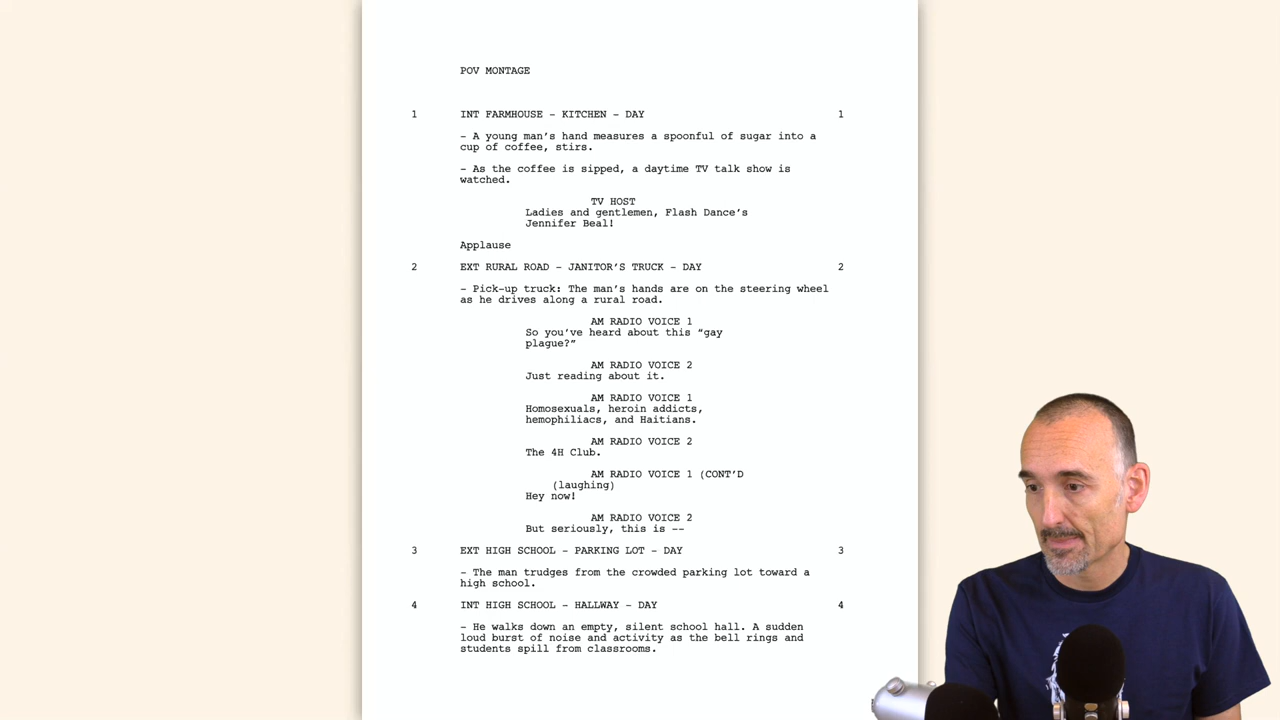 POV MONTAGE
1 INT FARMHOUSE - KITCHEN - DAY 1
- A young man's hand measures a spoonful of sugar into a
cup of coffee, stirs.
- As the coffee is sipped, a daytime TV talk show is
watched.
TV HOST
Ladies and gentlemen, Flash Dance's
Jennifer Beal!
Applause
2 EXT RURAL ROAD - JANITOR'S TRUCK - DAY 2
- Pick-up truck: The man's hands are on the steering wheel
as he drives along a rural road.
AM RADIO VOICE 1
So you've heard about this “gay
plague?”
AM RADIO VOICE 2
Just reading about it.
AM RADIO VOICE 1
Homosexuals, heroin addicts,
hemophiliacs, and Haitians.
AM RADIO VOICE 2
The 4H Club.
AM RADIO VOICE 1 (CONT'D
(laughing)
Hey now!
AM RADIO VOICE 2
But seriously, this is --
3 EXT HIGH SCHOOL - PARKING LOT - DAY 3
- The man trudges from the crowded parking lot toward a
high school.
4 INT HIGH SCHOOL - HALLWAY - DAY 4
- He walks down an empty, silent school hall. A sudden
loud burst of noise and activity as the bell rings and
students spill from classrooms.